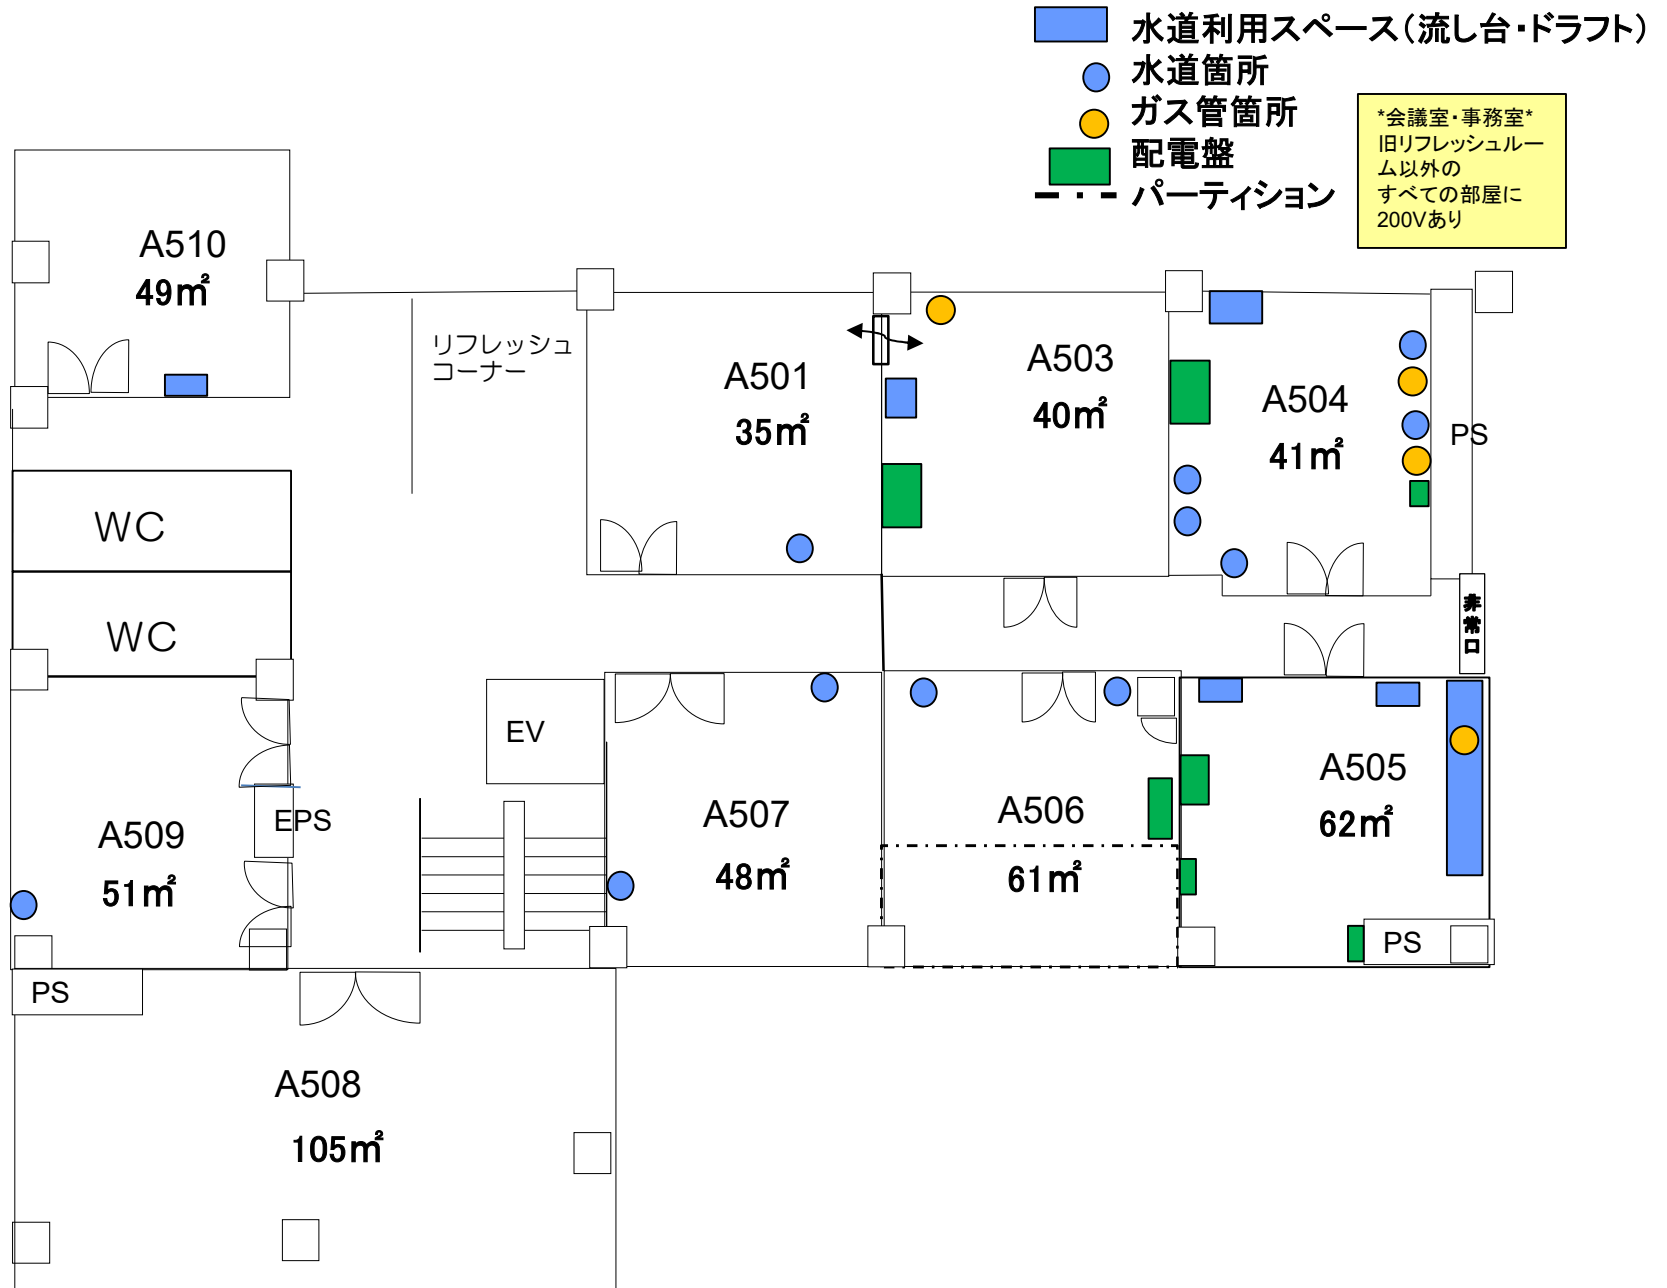 水道利用スペース(流し台・ドラフト)
水道箇所
ガス管箇所
配電盤
パーティション
*会議室・事務室*
旧リフレッシュルー
ム以外の
すべての部屋に
200Vあり
A510
49㎡
リフレッシュ
コーナー
A501
35㎡
A503
40㎡
A504
41㎡
PS
WC
WC
非常口
EV
EPS
A509
51㎡
A507
48㎡
A506
61㎡
A505
62㎡
PS
PS
A508
105㎡